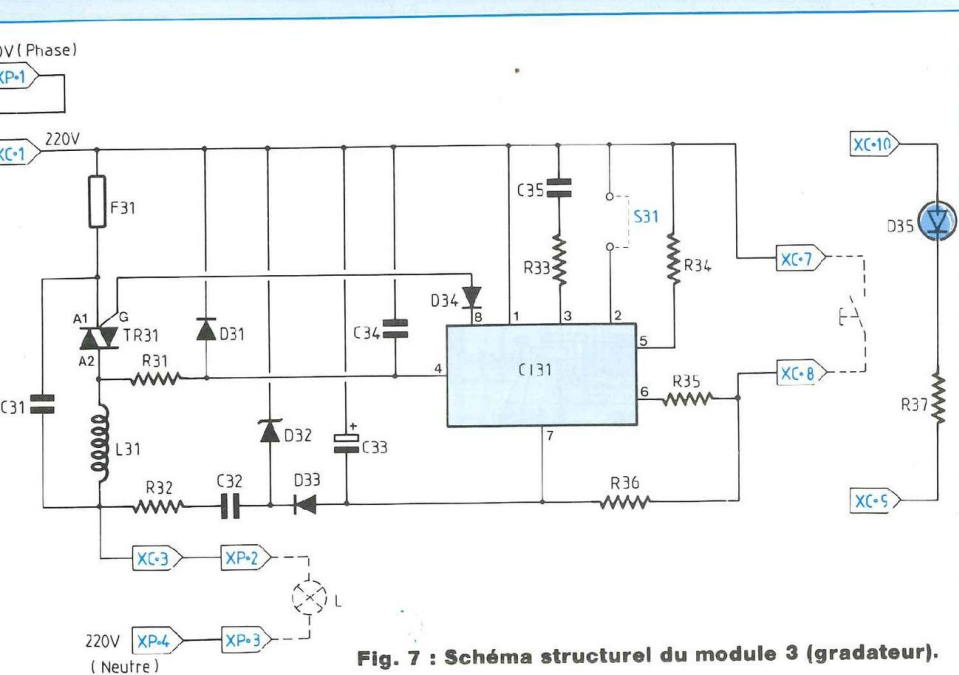 V(Phase)
XP•1
XC•1
220V
F31
A1
G
TR31
A2
R31
D31
C31
L31
R32
C32
D32
D33
C33
+
C34
D34
8
1
3
2
4
5
6
7
CI31
C35
R33
S31
R34
R35
R36
XC•7
XC•8
XC•10
D35
R37
XC•5
XC•3
XP•2
L
220V
XP•4
XP•3
(Neutre)
Fig. 7 : Schéma structurel du module 3 (gradateur).